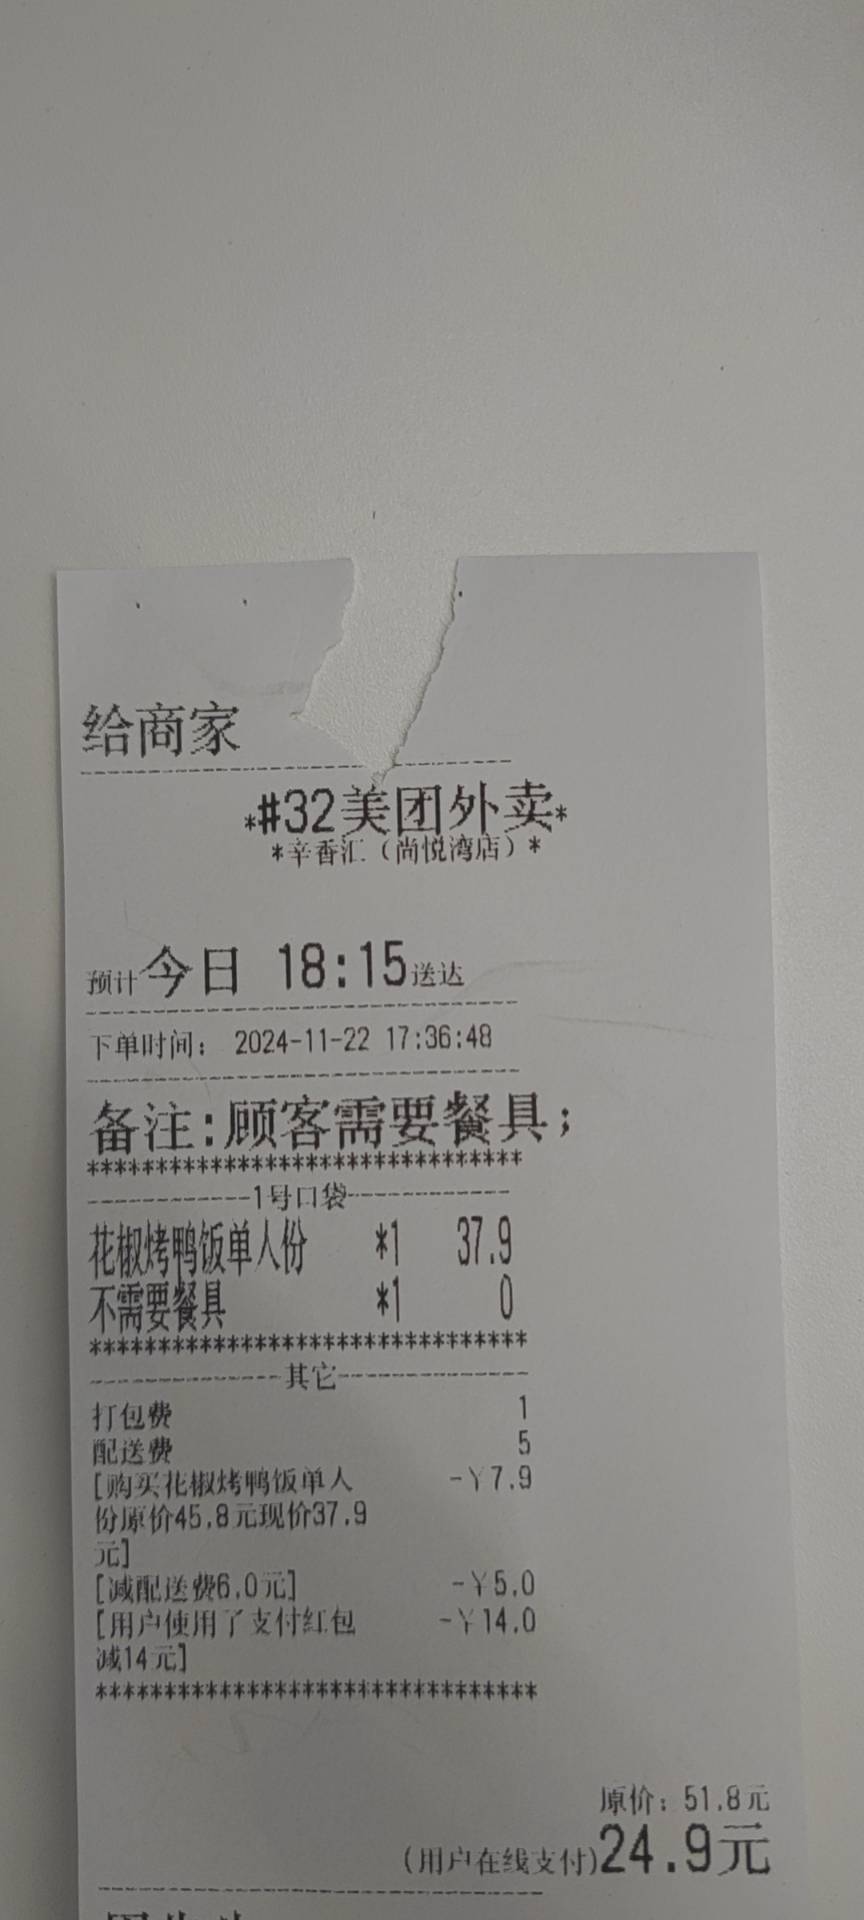 给商家
*#32美团外卖*
*辛香汇（尚悦湾店）*
预计今日 18:15送达
下单时间： 2024-11-22 17:36:48
备注:顾客需要餐具；
********************************
------------1号口袋------------
花椒烤鸭饭单人份 *1 37.9
不需要餐具 *1 0
********************************
--------------其它--------------
打包费 1
配送费 5
[购买花椒烤鸭饭单人 -￥7.9
份原价45.8元现价37.9
元]
[减配送费6.0元] -￥5.0
[用户使用了支付红包 -￥14.0
减14元]
********************************
原价：51.8元
(用户在线支付)24.9元